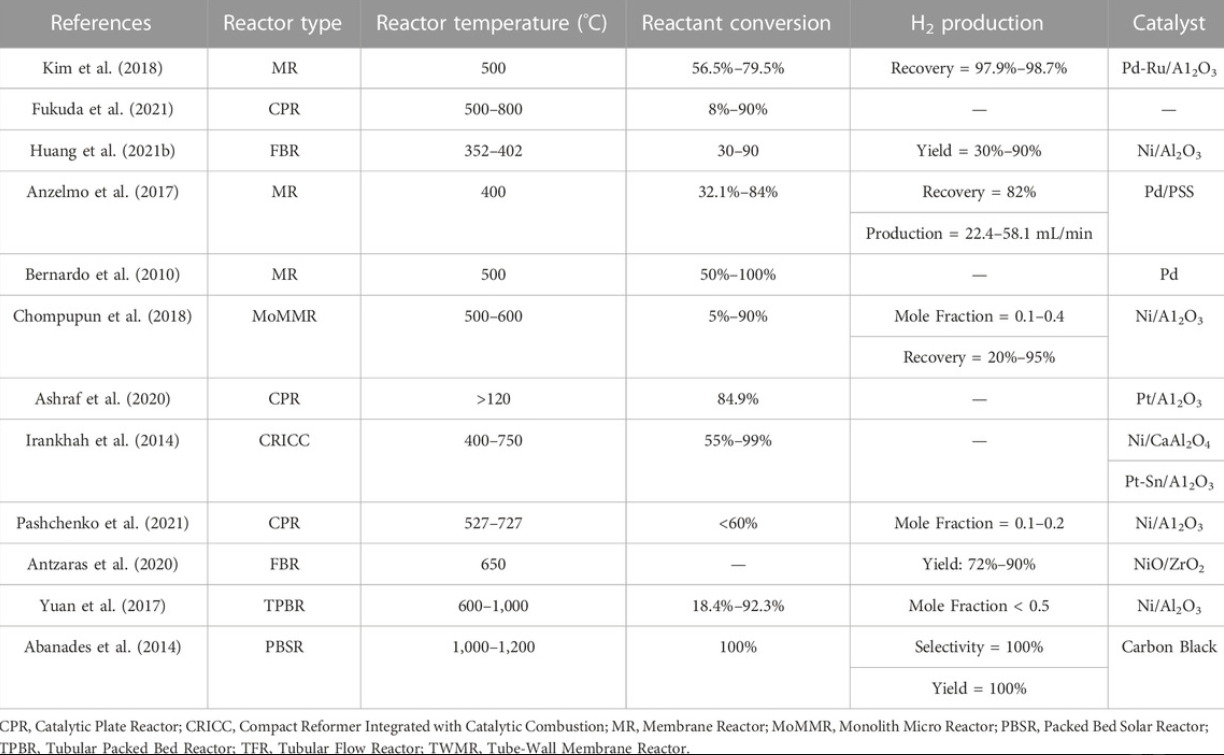 References Reactor type Reactor temperature (°C) Reactant conversion H₂ production Catalyst
Kim et al. (2018) MR 500 56.5%–79.5% Recovery = 97.9%–98.7% Pd-Ru/A1₂O₃
Fukuda et al. (2021) CPR 500–800 8%–90% — —
Huang et al. (2021b) FBR 352–402 30–90 Yield = 30%–90% Ni/Al₂O₃
Anzelmo et al. (2017) MR 400 32.1%–84% Recovery = 82% Pd/PSS
Production = 22.4–58.1 mL/min
Bernardo et al. (2010) MR 500 50%–100% — Pd
Chompupun et al. (2018) MoMMR 500–600 5%–90% Mole Fraction = 0.1–0.4 Ni/A1₂O₃
Recovery = 20%–95%
Ashraf et al. (2020) CPR >120 84.9% — Pt/A1₂O₃
Irankhah et al. (2014) CRICC 400–750 55%–99% — Ni/CaAl₂O₄
Pt-Sn/A1₂O₃
Pashchenko et al. (2021) CPR 527–727 <60% Mole Fraction = 0.1–0.2 Ni/A1₂O₃
Antzaras et al. (2020) FBR 650 — Yield: 72%–90% NiO/ZrO₂
Yuan et al. (2017) TPBR 600–1,000 18.4%–92.3% Mole Fraction < 0.5 Ni/Al₂O₃
Abanades et al. (2014) PBSR 1,000–1,200 100% Selectivity = 100% Carbon Black
Yield = 100%
CPR, Catalytic Plate Reactor; CRICC, Compact Reformer Integrated with Catalytic Combustion; MR, Membrane Reactor; MoMMR, Monolith Micro Reactor; PBSR, Packed Bed Solar Reactor;
TPBR, Tubular Packed Bed Reactor; TFR, Tubular Flow Reactor; TWMR, Tube-Wall Membrane Reactor.